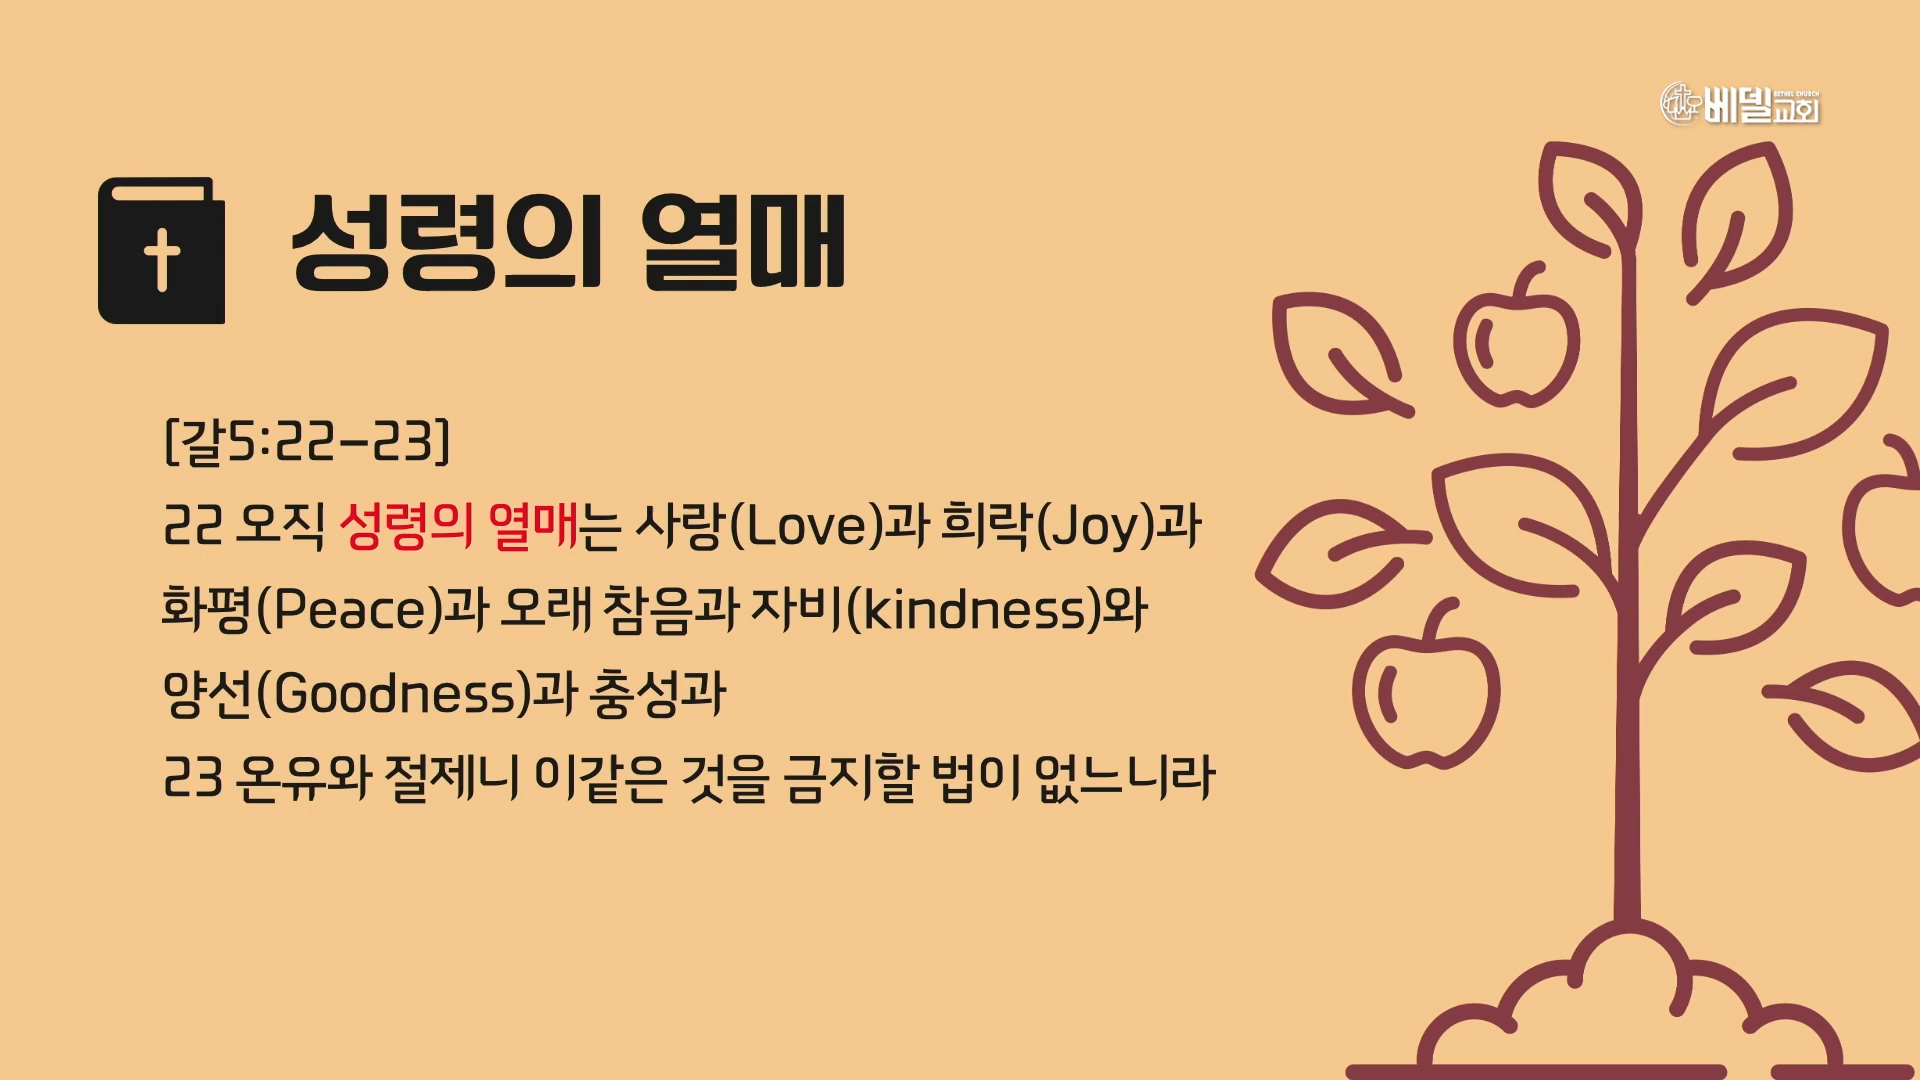 베델교회
BETHEL CHURCH
성령의 열매
[갈5:22-23]
22 오직 성령의 열매는 사랑(Love)과 희락(Joy)과
화평(Peace)과 오래 참음과 자비(kindness)와
양선(Goodness)과 충성과
23 온유와 절제니 이같은 것을 금지할 법이 없느니라